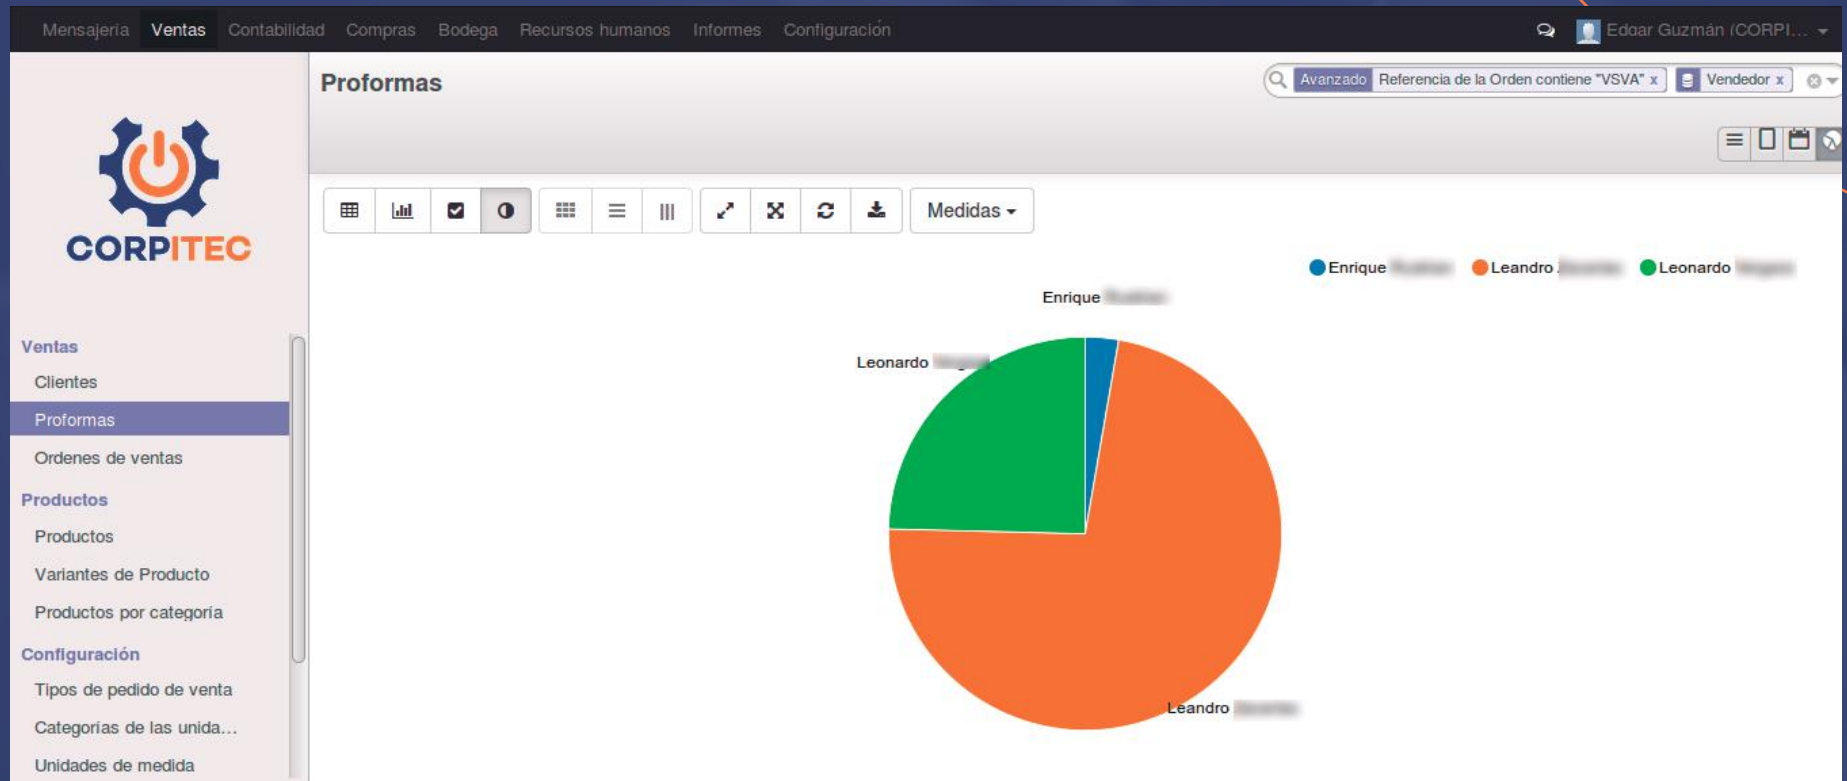 Mensajería Ventas Contabilidad Compras Bodega Recursos humanos Informes Configuración Edgar Guzmán (CORPI...
Proformas
Avanzado Referencia de la Orden contiene "VSVA" x Vendedor x
CORPITEC
Medidas
Enrique Leandro Leonardo
Enrique
Leonardo
Leandro
Ventas
Clientes
Proformas
Ordenes de ventas
Productos
Productos
Variantes de Producto
Productos por categoría
Configuración
Tipos de pedido de venta
Categorías de las unida...
Unidades de medida